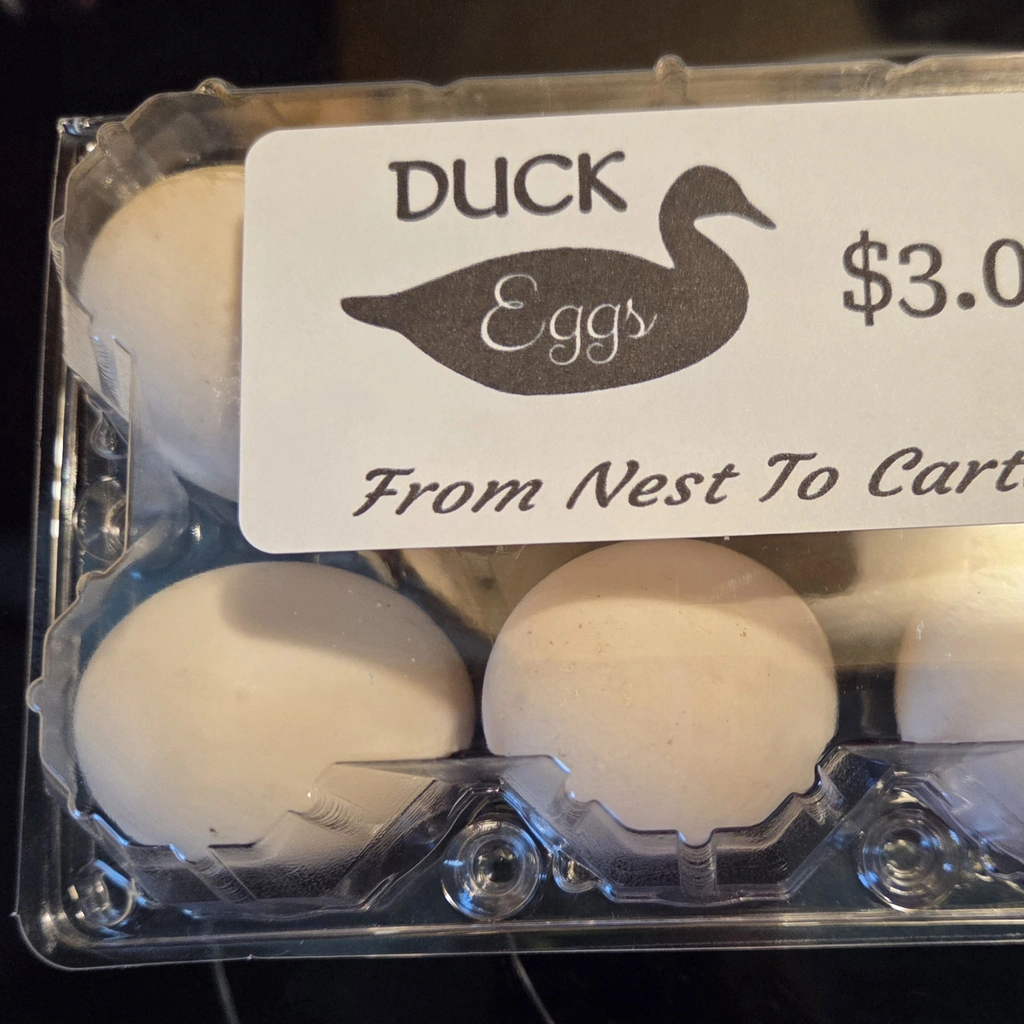 DUCK
Eggs
$3.0
From Nest To Cart